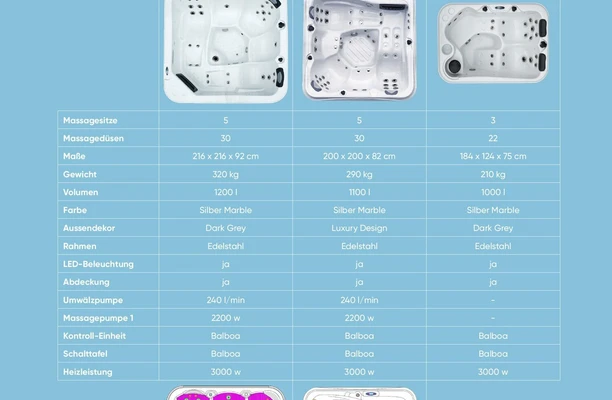 Massagesitze 5 5 3
Massagedüsen 30 30 22
Maße 216 x 216 x 92 cm 200 x 200 x 82 cm 184 x 124 x 75 cm
Gewicht 320 kg 290 kg 210 kg
Volumen 1200 l 1100 l 1000 l
Farbe Silber Marble Silber Marble Silber Marble
Aussendekor Dark Grey Luxury Design Dark Grey
Rahmen Edelstahl Edelstahl Edelstahl
LED-Beleuchtung ja ja ja
Abdeckung ja ja ja
Umwälzpumpe 240 l/min 240 l/min -
Massagepumpe 1 2200 w 2200 w -
Kontroll-Einheit Balboa Balboa Balboa
Schalttafel Balboa Balboa Balboa
Heizleistung 3000 w 3000 w 3000 w